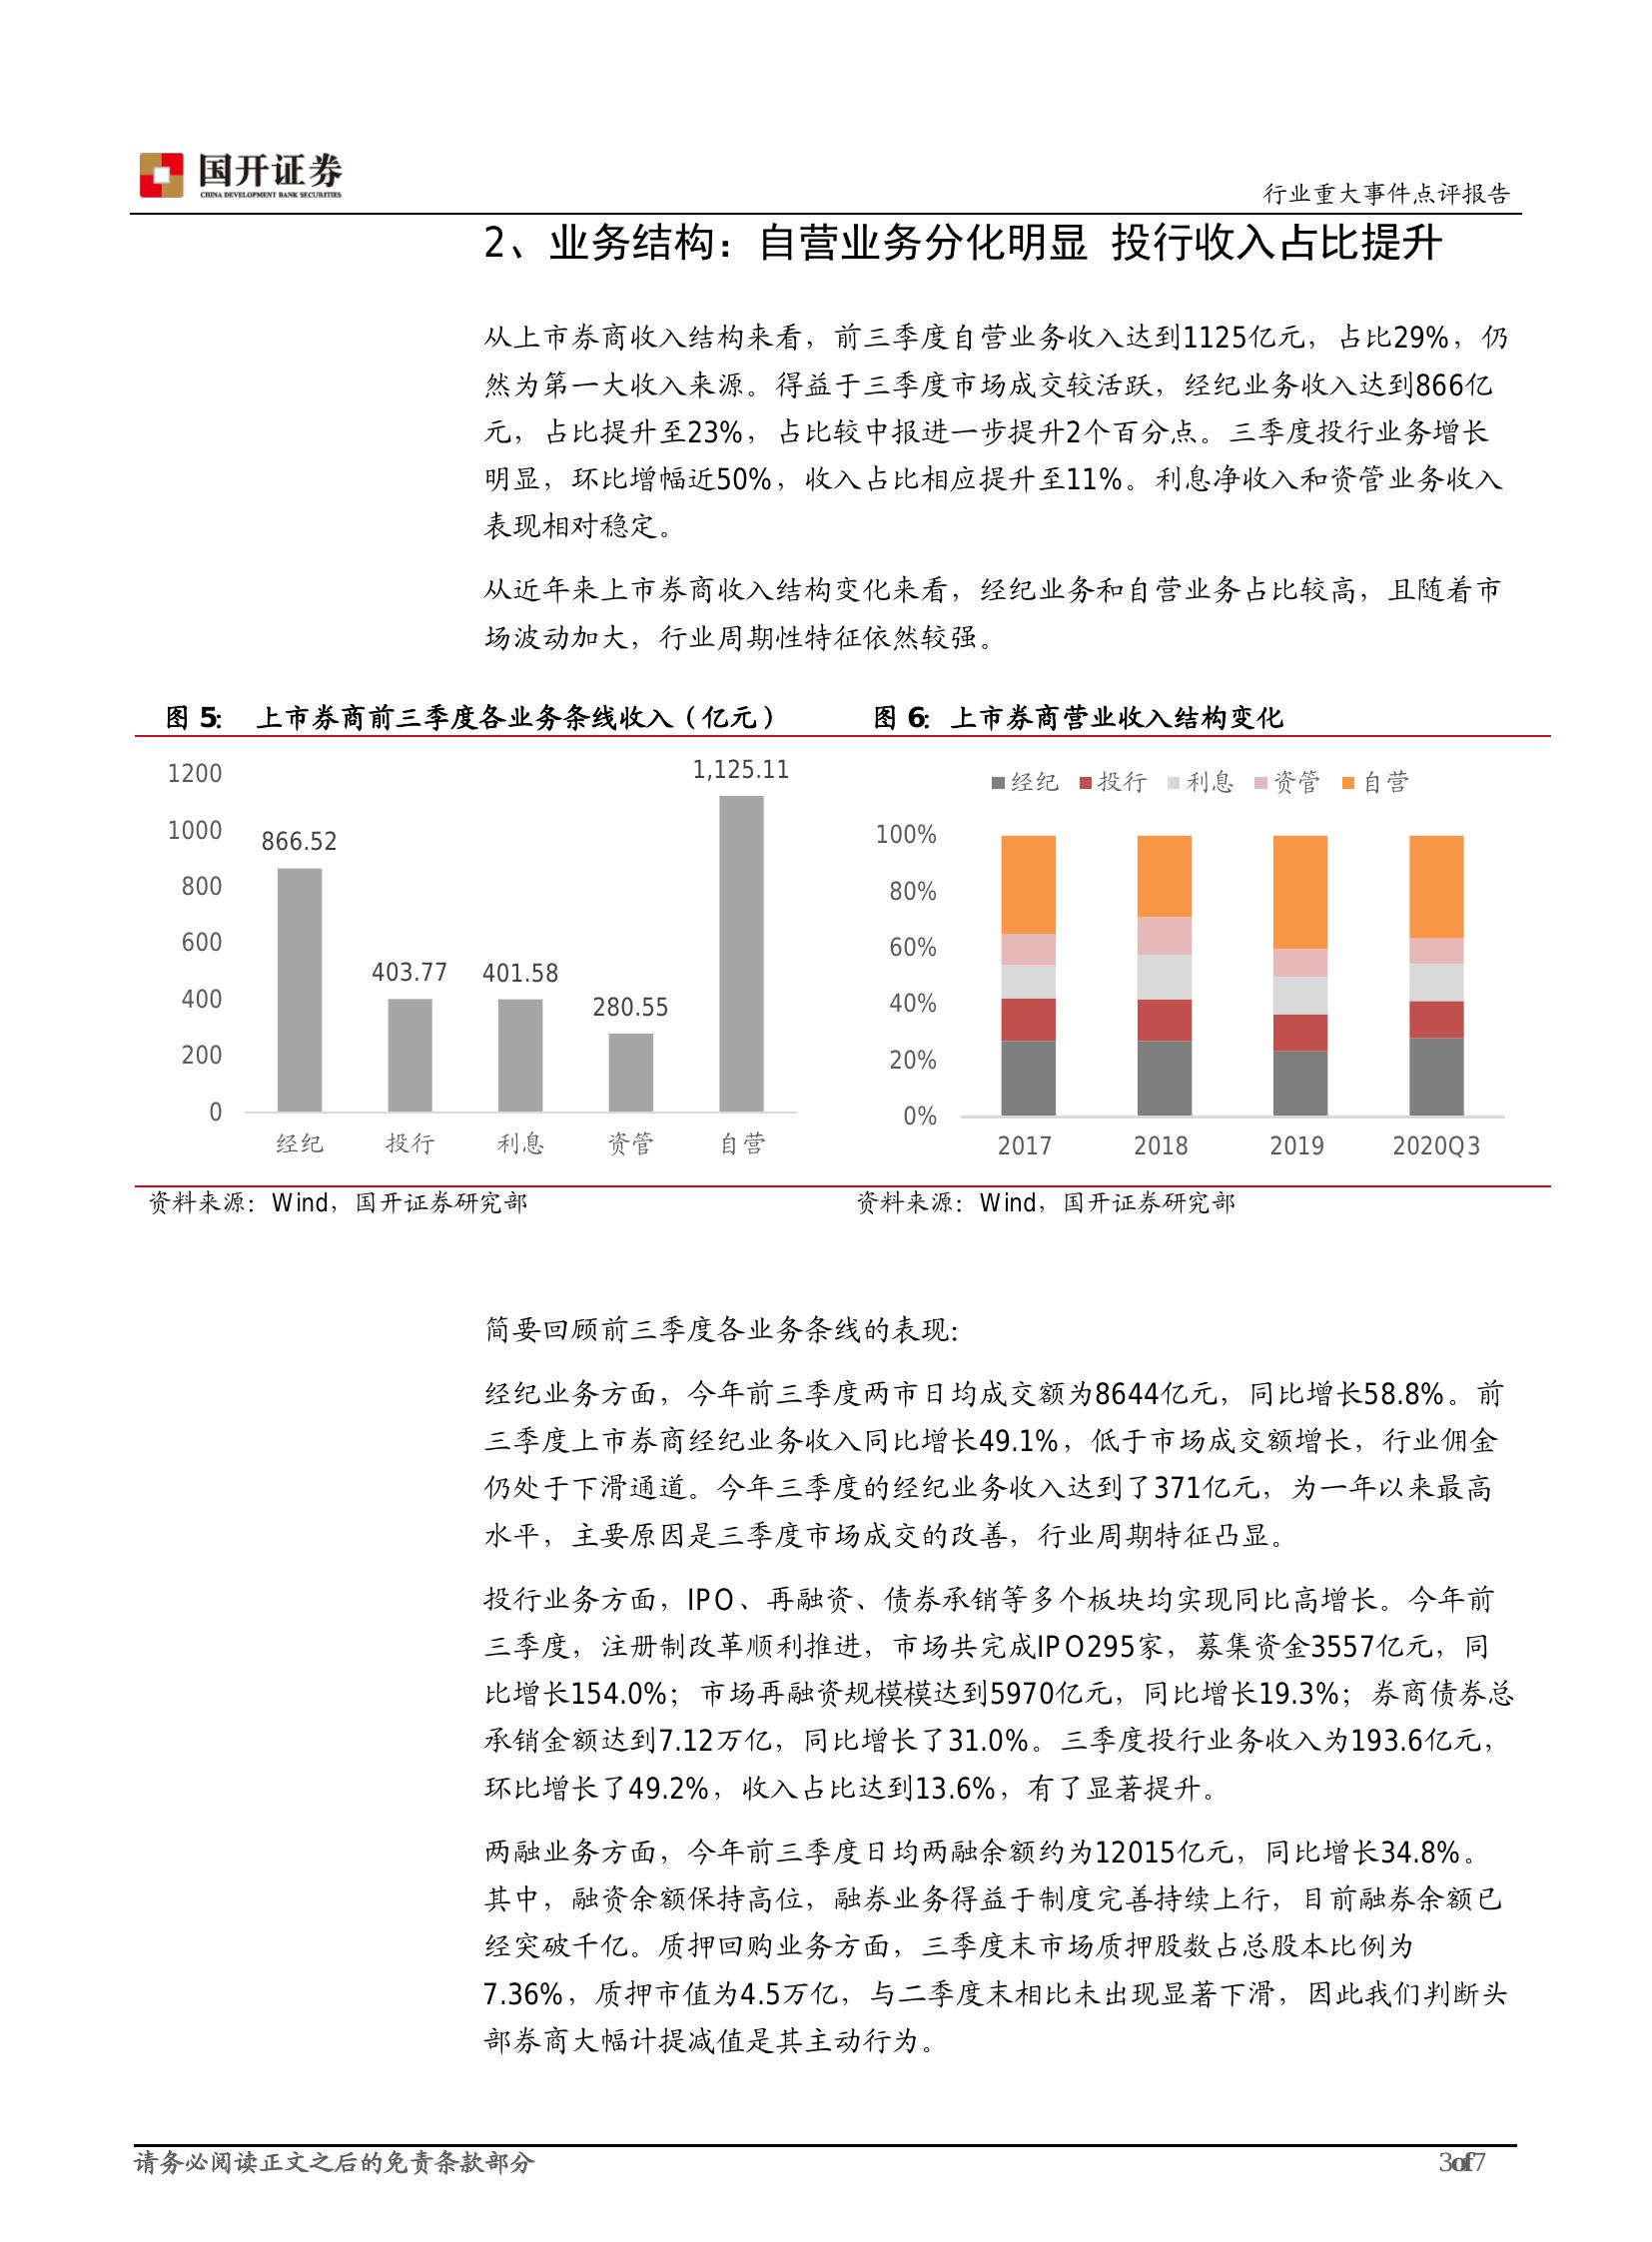 国开证券
CHINA DEVELOPMENT BANK SECURITIES
行业重大事件点评报告
2、业务结构：自营业务分化明显 投行收入占比提升
从上市券商收入结构来看，前三季度自营业务收入达到1125亿元，占比29%，仍
然为第一大收入来源。得益于三季度市场成交较活跃，经纪业务收入达到866亿
元，占比提升至23%，占比较中报进一步提升2个百分点。三季度投行业务增长
明显，环比增幅近50%，收入占比相应提升至11%。利息净收入和资管业务收入
表现相对稳定。
从近年来上市券商收入结构变化来看，经纪业务和自营业务占比较高，且随着市
场波动加大，行业周期性特征依然较强。
图 5： 上市券商前三季度各业务条线收入（亿元）
1200
1000
800
600
400
200
0
866.52
403.77
401.58
280.55
1,125.11
经纪 投行 利息 资管 自营
资料来源：Wind，国开证券研究部
图 6： 上市券商营业收入结构变化
经纪 投行 利息 资管 自营
100%
80%
60%
40%
20%
0%
2017 2018 2019 2020Q3
资料来源：Wind，国开证券研究部
简要回顾前三季度各业务条线的表现：
经纪业务方面，今年前三季度两市日均成交额为8644亿元，同比增长58.8%。前
三季度上市券商经纪业务收入同比增长49.1%，低于市场成交额增长，行业佣金
仍处于下滑通道。今年三季度的经纪业务收入达到了371亿元，为一年以来最高
水平，主要原因是三季度市场成交的改善，行业周期特征凸显。
投行业务方面，IPO、再融资、债券承销等多个板块均实现同比高增长。今年前
三季度，注册制改革顺利推进，市场共完成IPO295家，募集资金3557亿元，同
比增长154.0%；市场再融资规模模达到5970亿元，同比增长19.3%；券商债券总
承销金额达到7.12万亿，同比增长了31.0%。三季度投行业务收入为193.6亿元，
环比增长了49.2%，收入占比达到13.6%，有了显著提升。
两融业务方面，今年前三季度日均两融余额约为12015亿元，同比增长34.8%。
其中，融资余额保持高位，融券业务得益于制度完善持续上行，目前融券余额已
经突破千亿。质押回购业务方面，三季度末市场质押股数占总股本比例为
7.36%，质押市值为4.5万亿，与二季度末相比未出现显著下滑，因此我们判断头
部券商大幅计提减值是其主动行为。
请务必阅读正文之后的免责条款部分
3of7